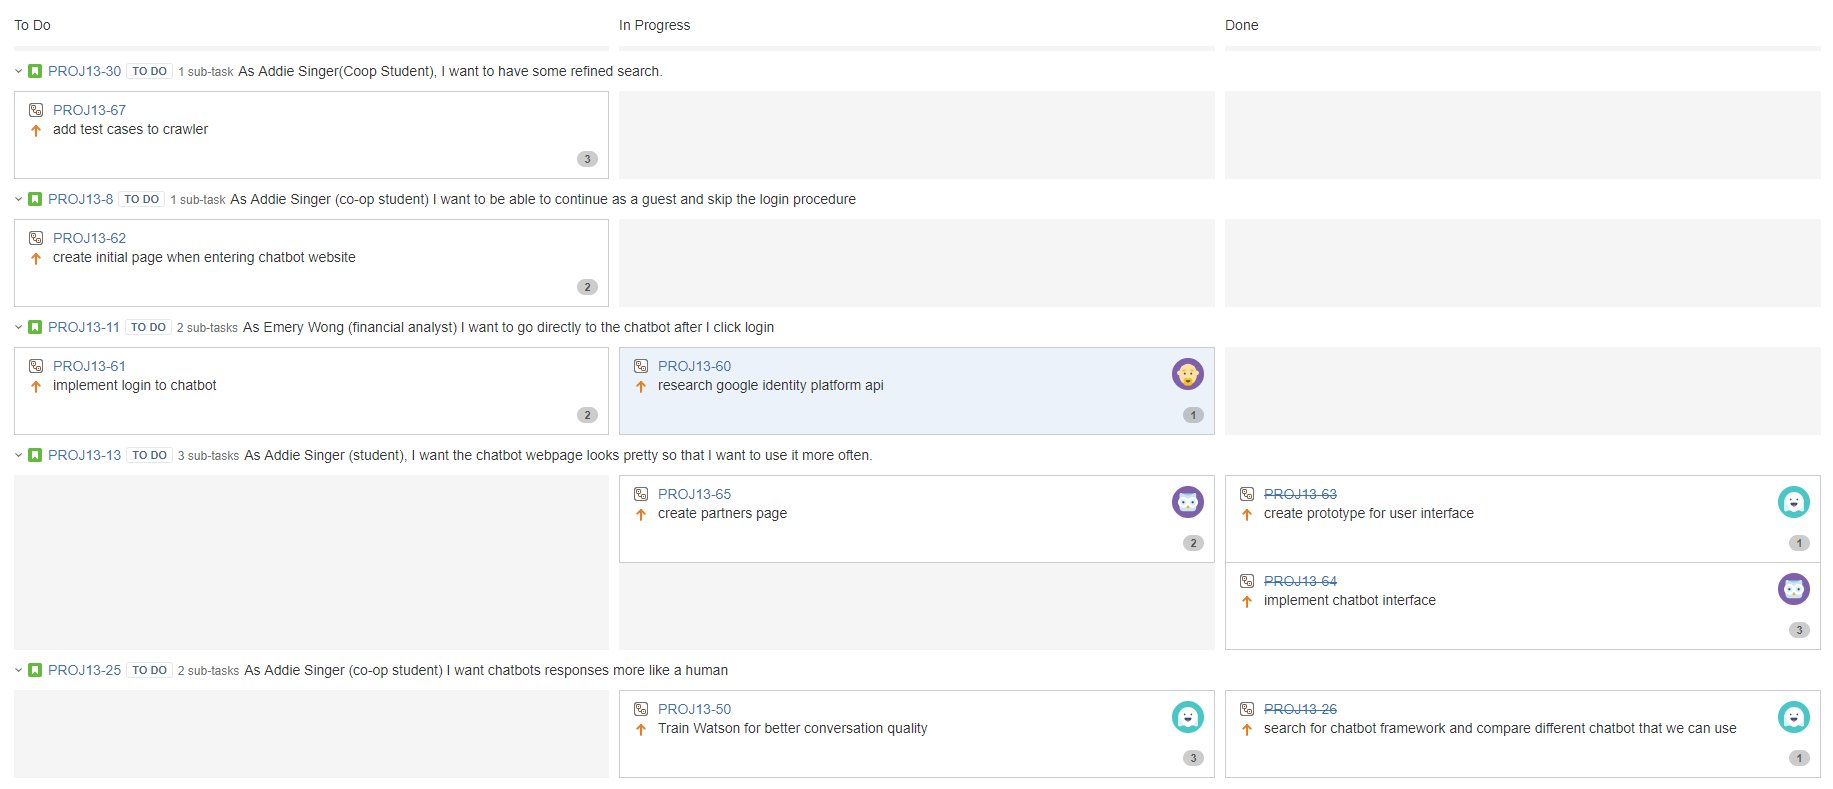 To Do In Progress Done
PROJ13-30 TO DO 1 sub-task As Addie Singer(Coop Student), I want to have some refined search.
PROJ13-67
add test cases to crawler
3
PROJ13-8 TO DO 1 sub-task As Addie Singer (co-op student) I want to be able to continue as a guest and skip the login procedure
PROJ13-62
create initial page when entering chatbot website
2
PROJ13-11 TO DO 2 sub-tasks As Emery Wong (financial analyst) I want to go directly to the chatbot after I click login
PROJ13-61
implement login to chatbot
2
PROJ13-60
research google identity platform api
1
PROJ13-13 TO DO 3 sub-tasks As Addie Singer (student), I want the chatbot webpage looks pretty so that I want to use it more often.
PROJ13-65
create partners page
2
PROJ13-63
create prototype for user interface
1
PROJ13-64
implement chatbot interface
3
PROJ13-25 TO DO 2 sub-tasks As Addie Singer (co-op student) I want chatbots responses more like a human
PROJ13-50
Train Watson for better conversation quality
3
PROJ13-26
search for chatbot framework and compare different chatbot that we can use
1